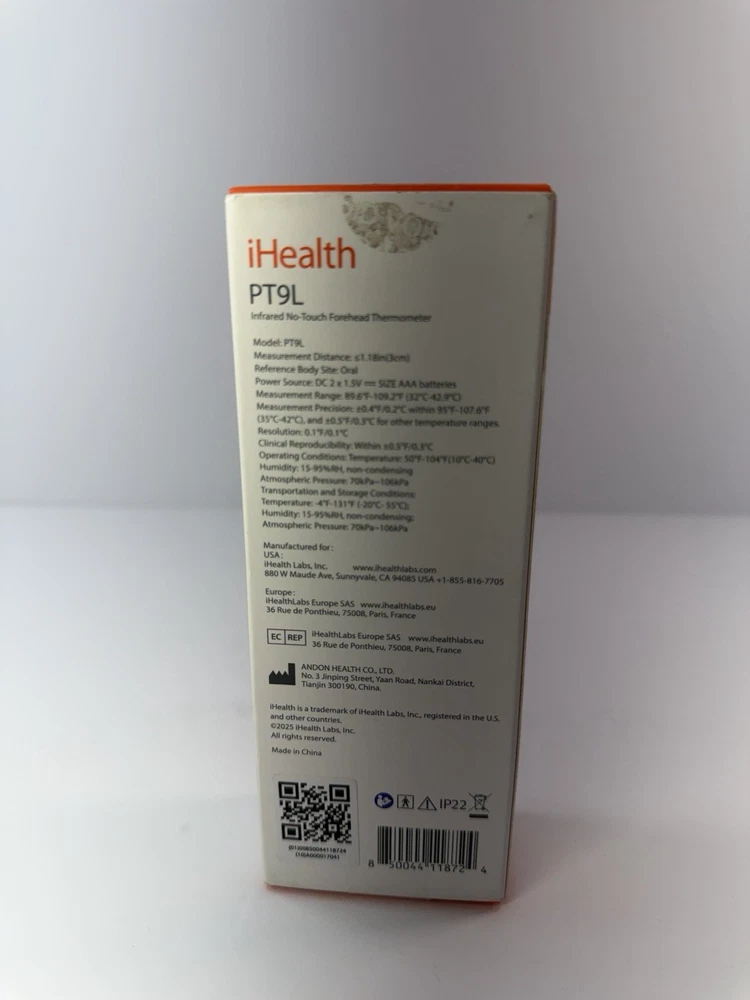 iHealth
PT9L
Infrared No-Touch Forehead Thermometer
Model: PT9L
Measurement Distance: ≤1.18in(3cm)
Reference Body Site: Oral
Power Source: DC 2 x 1.5V ⎓ SIZE AAA batteries
Measurement Range: 89.6°F-109.2°F (32°C-42.9°C)
Measurement Precision: ±0.4°F/0.2°C within 95°F-107.6°F
(35°C-42°C), and ±0.5°F/0.3°C for other temperature ranges.
Resolution: 0.1°F/0.1°C
Clinical Reproducibility: Within ±0.5°F/0.3°C
Operating Conditions: Temperature: 50°F-104°F(10°C-40°C)
Humidity: 15-95%RH, non-condensing
Atmospheric Pressure: 70kPa~106kPa
Transportation and Storage Conditions:
Temperature: -4°F-131°F (-20°C- 55°C);
Humidity: 15-95%RH, non-condensing;
Atmospheric Pressure: 70kPa~106kPa
Manufactured for:
USA:
iHealth Labs, Inc. www.ihealthlabs.com
880 W Maude Ave, Sunnyvale, CA 94085 USA +1-855-816-7705
Europe:
iHealthLabs Europe SAS www.ihealthlabs.eu
36 Rue de Ponthieu, 75008, Paris, France
EC REP iHealthLabs Europe SAS www.ihealthlabs.eu
36 Rue de Ponthieu, 75008, Paris, France
ANDON HEALTH CO., LTD.
No. 3 Jinping Street, Yaan Road, Nankai District,
Tianjin 300190, China.
iHealth is a trademark of iHealth Labs, Inc., registered in the U.S.
and other countries.
©2025 iHealth Labs, Inc.
All rights reserved.
Made in China
IP22
(01)00850044118724
8 50044 11872 4